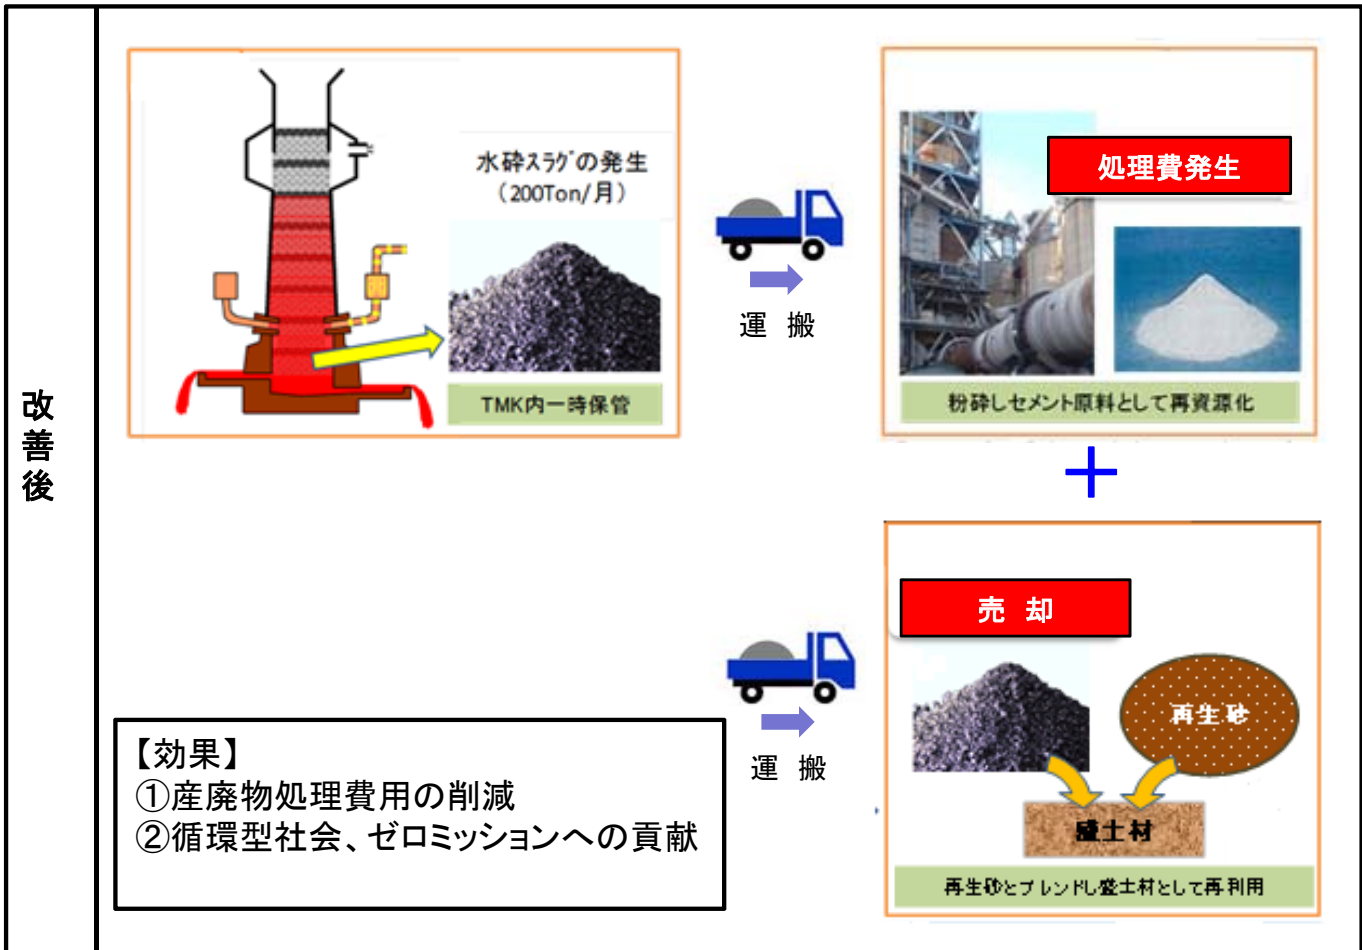 改善後
水砕ｽﾗｸﾞの発生
（200Ton/月）
TMK内一時保管
運 搬
処理費発生
粉砕しセメント原料として再資源化
＋
売 却
再生砂
盛土材
再生砂とブレンドし盛土材として再利用
運 搬
【効果】
①産廃物処理費用の削減
②循環型社会、ゼロミッションへの貢献